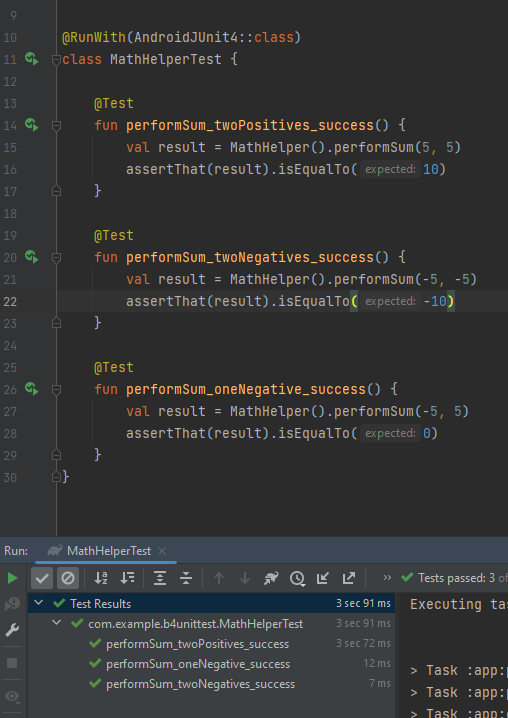 9
10 @RunWith(AndroidJUnit4::class)
11 class MathHelperTest {
12
13 @Test
14 fun performSum_twoPositives_success() {
15 val result = MathHelper().performSum(5, 5)
16 assertThat(result).isEqualTo( expected: 10)
17 }
18
19 @Test
20 fun performSum_twoNegatives_success() {
21 val result = MathHelper().performSum(-5, -5)
22 assertThat(result).isEqualTo( expected: -10)
23 }
24
25 @Test
26 fun performSum_oneNegative_success() {
27 val result = MathHelper().performSum(-5, 5)
28 assertThat(result).isEqualTo( expected: 0)
29 }
30 }
Run: MathHelperTest ×
» Tests passed: 3 of
Test Results 3 sec 91 ms
com.example.b4unittest.MathHelperTest 3 sec 91 ms
performSum_twoPositives_success 3 sec 72 ms
performSum_oneNegative_success 12 ms
performSum_twoNegatives_success 7 ms
Executing tas
> Task :app:p
> Task :app:p
> Task :app: